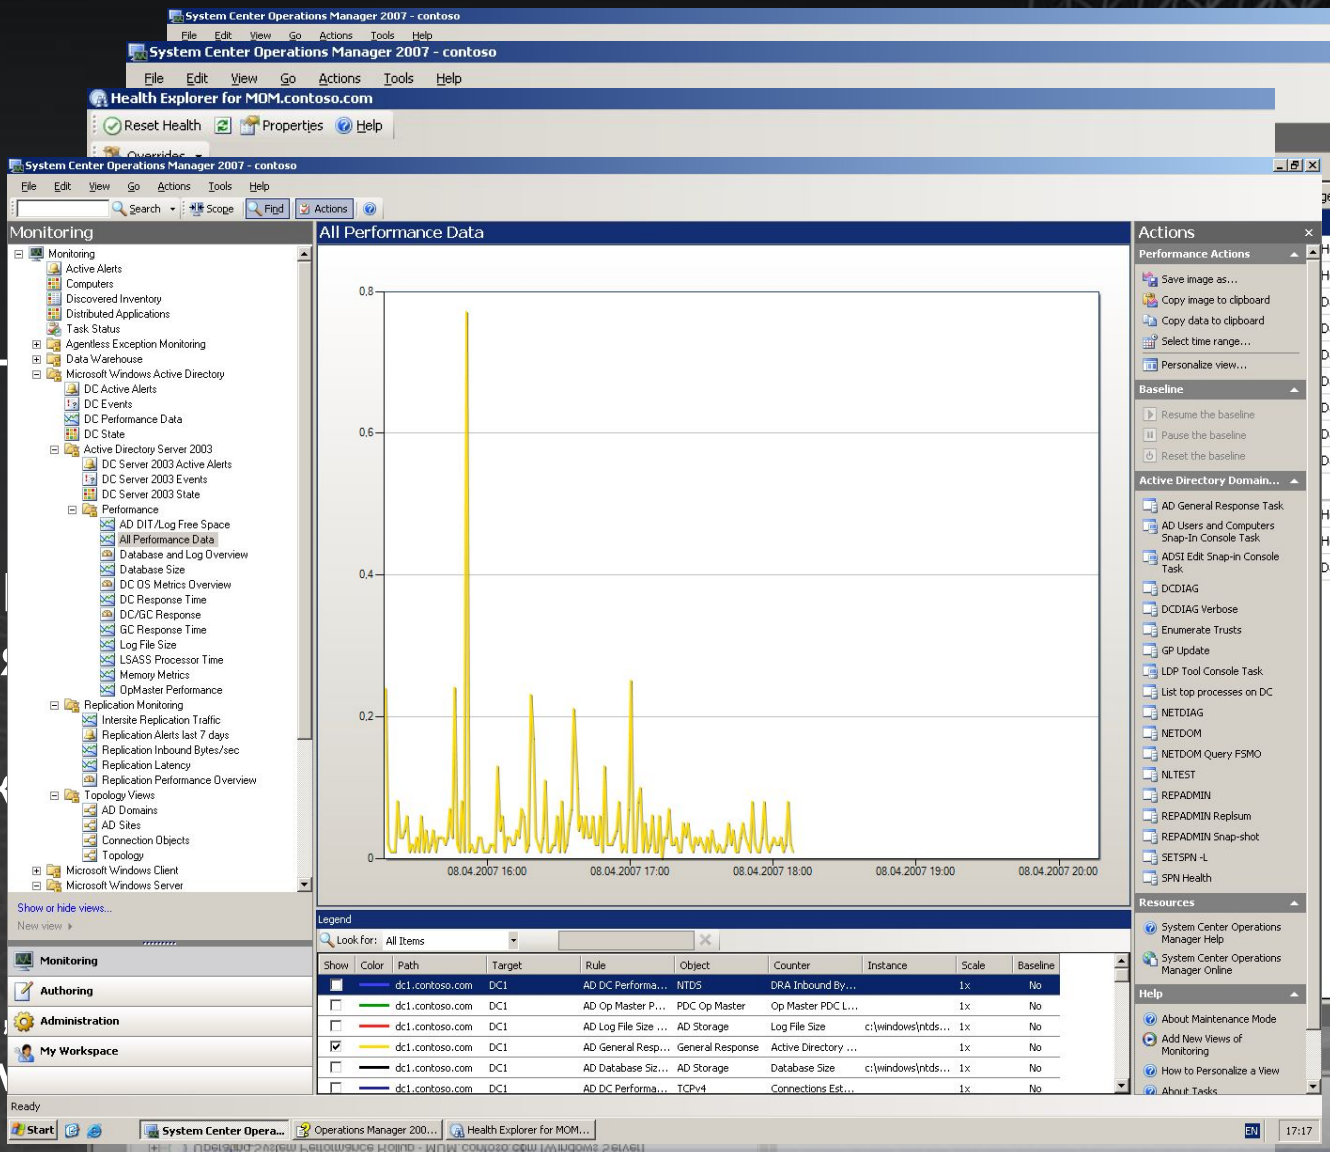 System Center Operations Manager 2007 - contoso
File Edit View Go Actions Tools Help
System Center Operations Manager 2007 - contoso
File Edit View Go Actions Tools Help
Health Explorer for MOM.contoso.com
Reset Health Properties Help
Overrides
System Center Operations Manager 2007 - contoso
File Edit View Go Actions Tools Help
Search Scope Find Actions
Monitoring
Monitoring
Active Alerts
Computers
Discovered Inventory
Distributed Applications
Task Status
Agentless Exception Monitoring
Data Warehouse
Microsoft Windows Active Directory
DC Active Alerts
DC Events
DC Performance Data
DC State
Active Directory Server 2003
DC Server 2003 Active Alerts
DC Server 2003 Events
DC Server 2003 State
Performance
AD DIT/Log Free Space
All Performance Data
Database and Log Overview
Database Size
DC OS Metrics Overview
DC Response Time
DC/GC Response
GC Response Time
Log File Size
LSASS Processor Time
Memory Metrics
OpMaster Performance
Replication Monitoring
Intersite Replication Traffic
Replication Alerts last 7 days
Replication Inbound Bytes/sec
Replication Latency
Replication Performance Overview
Topology Views
AD Domains
AD Sites
Connection Objects
Topology
Microsoft Windows Client
Microsoft Windows Server
Show or hide views...
New view
Monitoring
Authoring
Administration
My Workspace
All Performance Data
0,8
0,6
0,4
0,2
0
08.04.2007 16:00 08.04.2007 17:00 08.04.2007 18:00 08.04.2007 19:00 08.04.2007 20:00
Legend
Look for: All Items
Show Color Path Target Rule Object Counter Instance Scale Baseline
dc1.contoso.com DC1 AD DC Performa... NTDS DRA Inbound By... 1x No
dc1.contoso.com DC1 AD Op Master P... PDC Op Master Op Master PDC L... 1x No
dc1.contoso.com DC1 AD Log File Size ... AD Storage Log File Size c:\windows\ntds... 1x No
dc1.contoso.com DC1 AD General Resp... General Response Active Directory ... 1x No
dc1.contoso.com DC1 AD Database Siz... AD Storage Database Size c:\windows\ntds... 1x No
dc1.contoso.com DC1 AD DC Performa... TCPv4 Connections Est... 1x No
Actions
Performance Actions
Save image as...
Copy image to clipboard
Copy data to clipboard
Select time range...
Personalize view...
Baseline
Resume the baseline
Pause the baseline
Reset the baseline
Active Directory Domain...
AD General Response Task
AD Users and Computers
Snap-In Console Task
ADSI Edit Snap-in Console
Task
DCDIAG
DCDIAG Verbose
Enumerate Trusts
GP Update
LDP Tool Console Task
List top processes on DC
NETDIAG
NETDOM
NETDOM Query FSMO
NLTEST
REPADMIN
REPADMIN Replsum
REPADMIN Snap-shot
SETSPN -L
SPN Health
Resources
System Center Operations
Manager Help
System Center Operations
Manager Online
Help
About Maintenance Mode
Add New Views of
Monitoring
How to Personalize a View
About Tasks
Ready
Start System Center Opera... Operations Manager 200... Health Explorer for MOM... EN 17:17